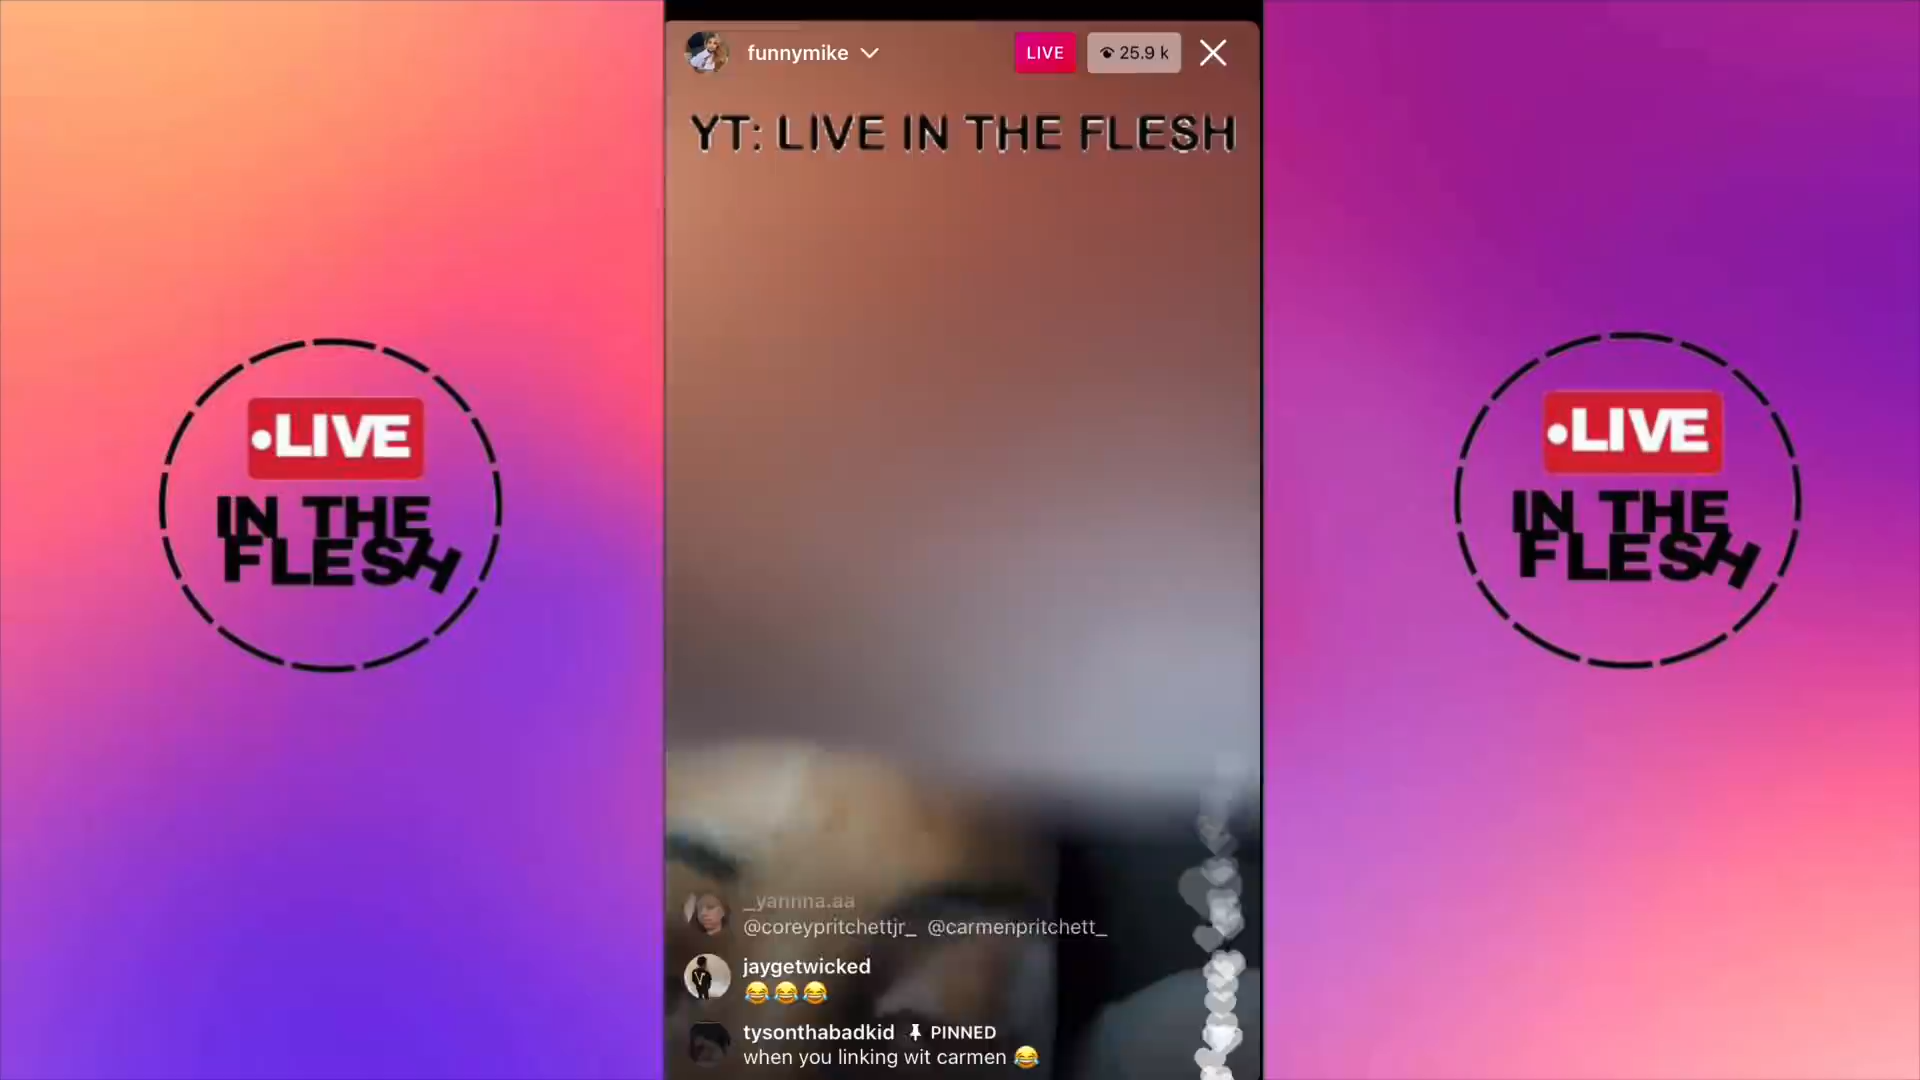 funnymike
LIVE
25.9 k
YT: LIVE IN THE FLESH
LIVE
IN THE
FLESH
LIVE
IN THE
FLESH
_yannna.aa
@coreypritchettjr_ @carmenpritchett_
jaygetwicked
😂😂😂
tysonthabadkid PINNED
when you linking wit carmen 😂